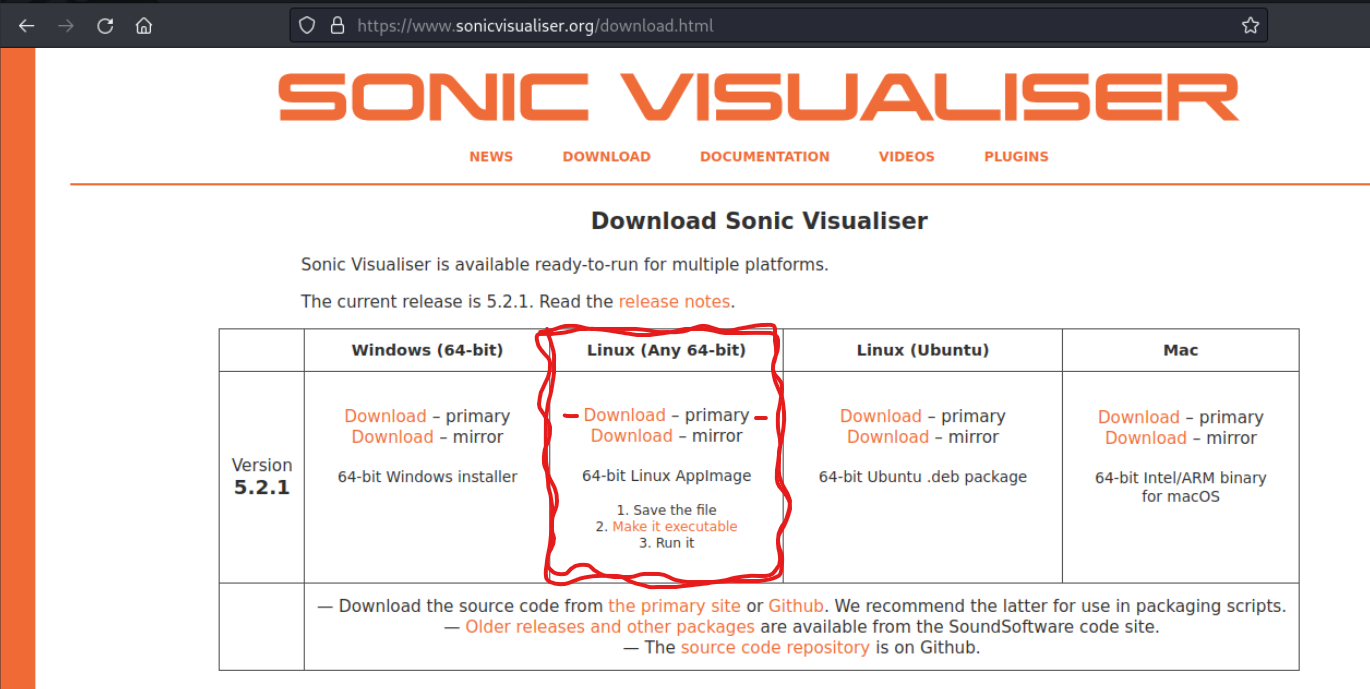 https://www.sonicvisualiser.org/download.html
SONIC VISUALISER
NEWS DOWNLOAD DOCUMENTATION VIDEOS PLUGINS
Download Sonic Visualiser
Sonic Visualiser is available ready-to-run for multiple platforms.
The current release is 5.2.1. Read the release notes.
Windows (64-bit) Linux (Any 64-bit) Linux (Ubuntu) Mac
Version
5.2.1
Download – primary
Download – mirror
64-bit Windows installer
Download – primary
Download – mirror
64-bit Linux AppImage
1. Save the file
2. Make it executable
3. Run it
Download – primary
Download – mirror
64-bit Ubuntu .deb package
Download – primary
Download – mirror
64-bit Intel/ARM binary
for macOS
— Download the source code from the primary site or Github. We recommend the latter for use in packaging scripts.
— Older releases and other packages are available from the SoundSoftware code site.
— The source code repository is on Github.